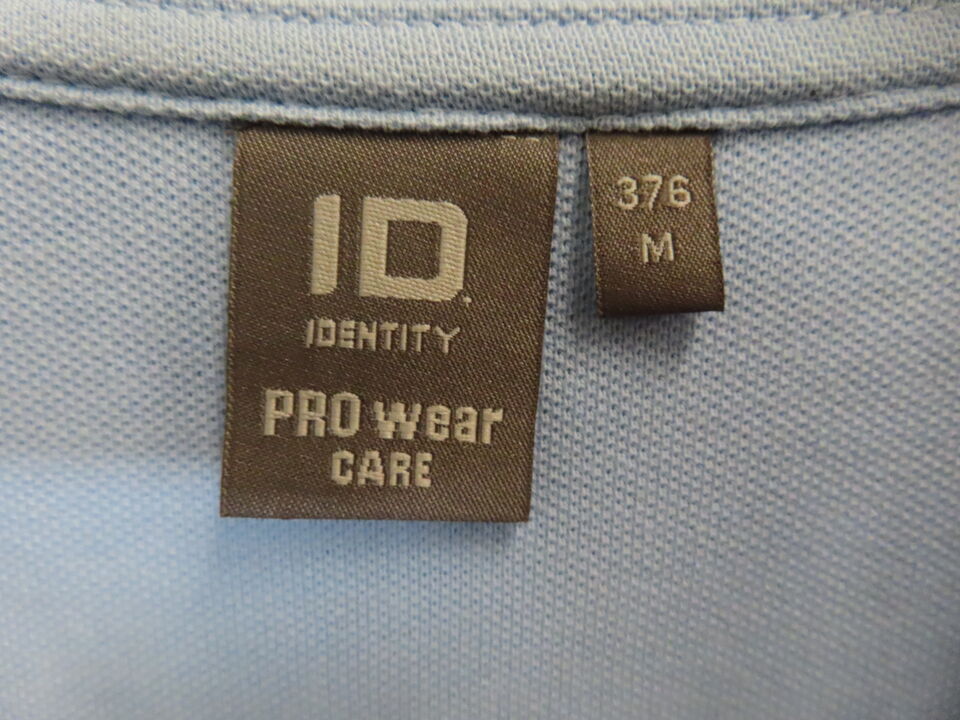 ID.
IDENTITY
PRO wear
CARE
376
M